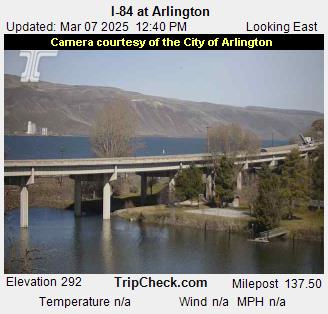 I-84 at Arlington
Updated: Mar 07 2025 12:40 PM Looking East
Camera courtesy of the City of Arlington
Elevation 292 TripCheck.com Milepost 137.50
Temperature n/a Wind n/a MPH n/a